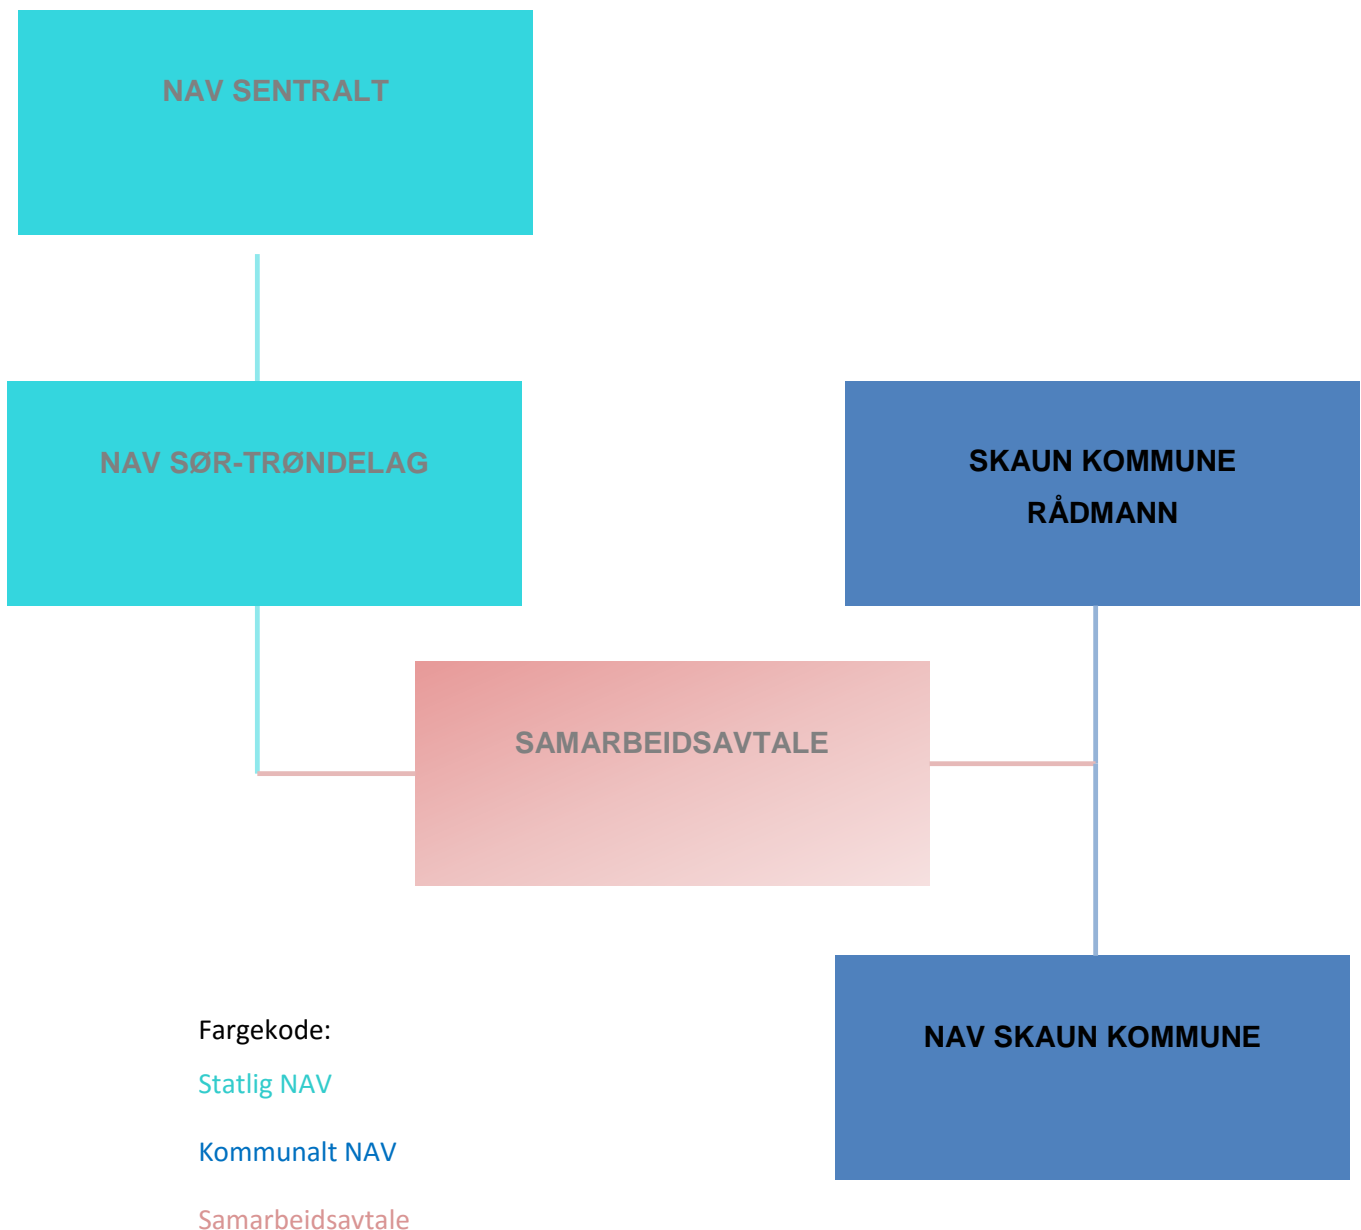 NAV SENTRALT
NAV SØR-TRØNDELAG
SKAUN KOMMUNE
RÅDMANN
SAMARBEIDSAVTALE
NAV SKAUN KOMMUNE
Fargekode:
Statlig NAV
Kommunalt NAV
Samarbeidsavtale